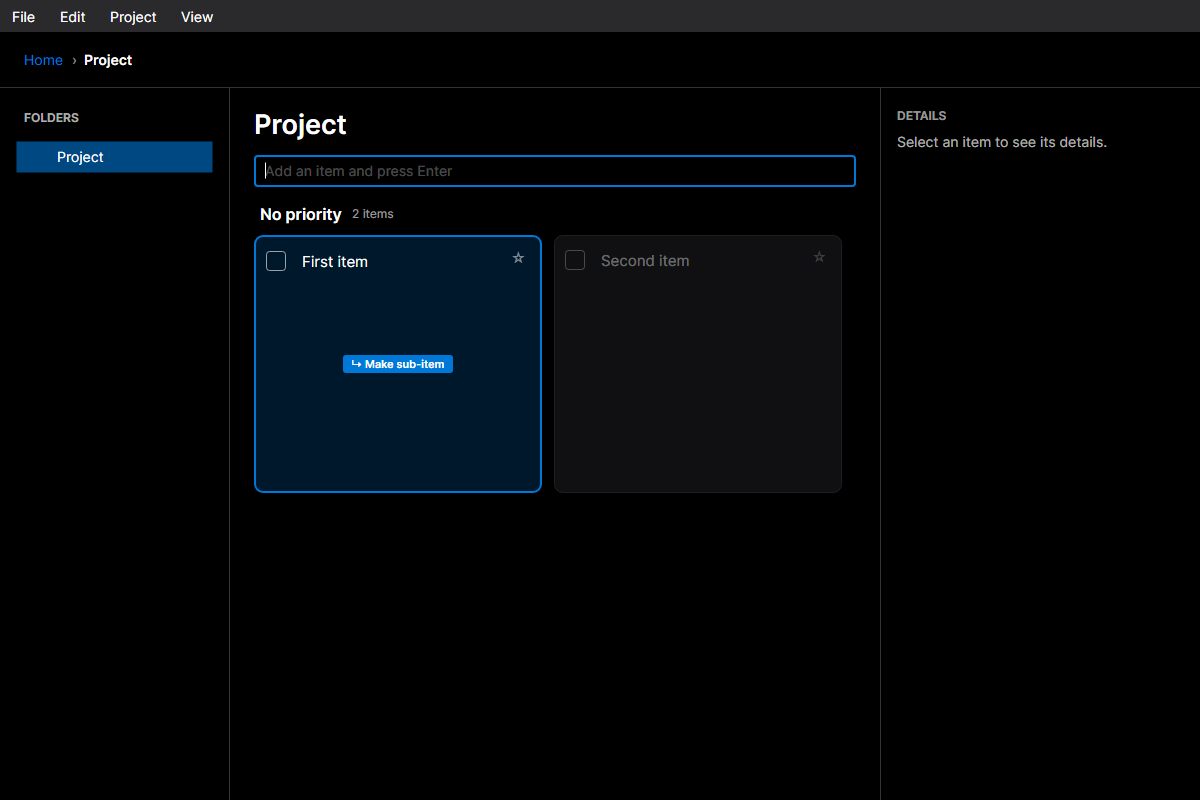 File Edit Project View
Home › Project
FOLDERS
Project
Project
Add an item and press Enter
No priority 2 items
First item ☆
↳ Make sub-item
Second item ☆
DETAILS
Select an item to see its details.